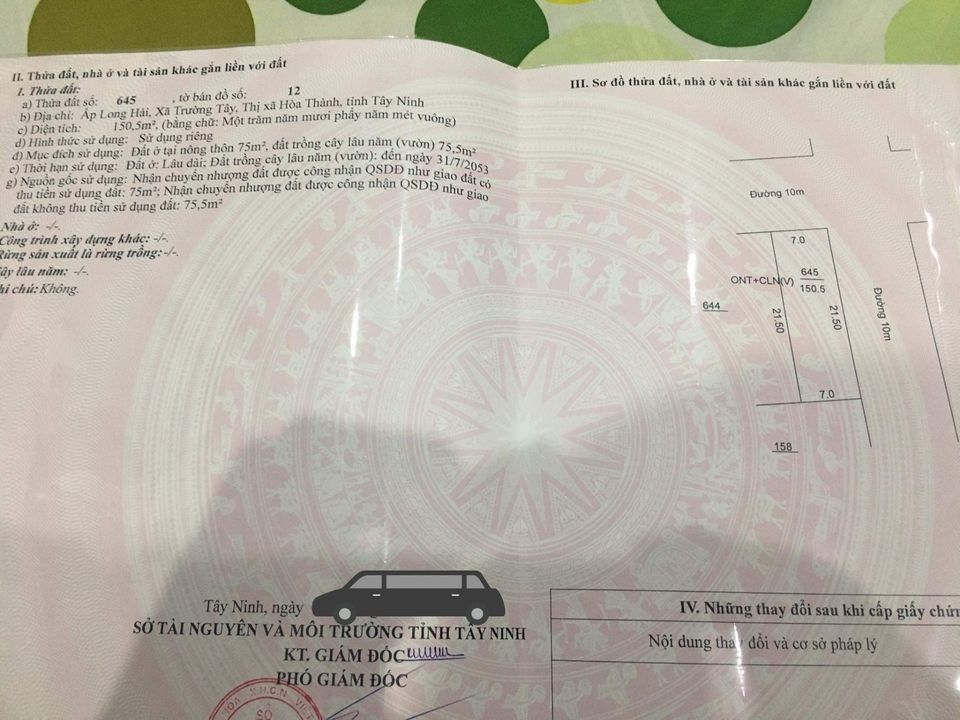 II. Thửa đất, nhà ở và tài sản khác gắn liền với đất
1. Thửa đất:
a) Thửa đất số: 645 , tờ bản đồ số: 12
b) Địa chỉ: Ấp Long Hải, Xã Trường Tây, Thị xã Hòa Thành, tỉnh Tây Ninh
c) Diện tích: 150,5m², (bằng chữ: Một trăm năm mươi phẩy năm mét vuông)
d) Hình thức sử dụng: Sử dụng riêng
đ) Mục đích sử dụng: Đất ở tại nông thôn 75m², đất trồng cây lâu năm (vườn) 75,5m²
e) Thời hạn sử dụng: Đất ở: Lâu dài; Đất trồng cây lâu năm (vườn): đến ngày 31/7/2053
g) Nguồn gốc sử dụng: Nhận chuyển nhượng đất được công nhận QSDĐ như giao đất có
thu tiền sử dụng đất: 75m²; Nhận chuyển nhượng đất được công nhận QSDĐ như giao
đất không thu tiền sử dụng đất: 75,5m²
Nhà ở: -/-.
Công trình xây dựng khác: -/-.
Rừng sản xuất là rừng trồng: -/-.
ây lâu năm: -/-.
hi chú: Không.
III. Sơ đồ thửa đất, nhà ở và tài sản khác gắn liền với đất
Đường 10m
7.0
ONT+CLN(V)
645
150.5
644
21.50
21.50
Đường 10m
7.0
158
Tây Ninh, ngày
SỞ TÀI NGUYÊN VÀ MÔI TRƯỜNG TỈNH TÂY NINH
KT. GIÁM ĐỐC
PHÓ GIÁM ĐỐC
IV. Những thay đổi sau khi cấp giấy chứn
Nội dung thay đổi và cơ sở pháp lý
X.H.C.N
SỞ